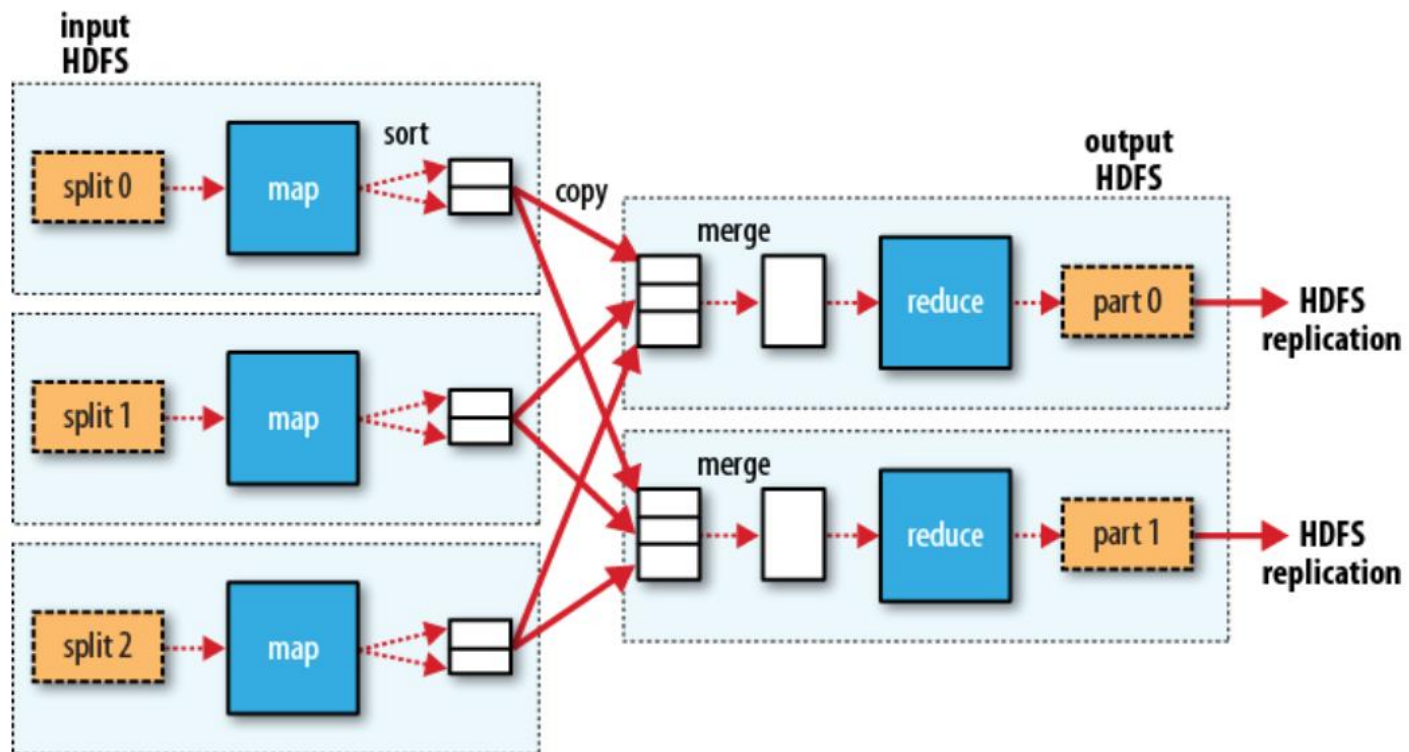 input
HDFS
sort
split 0
map
copy
output
HDFS
merge
reduce
part 0
HDFS
replication
split 1
map
merge
reduce
part 1
HDFS
replication
split 2
map